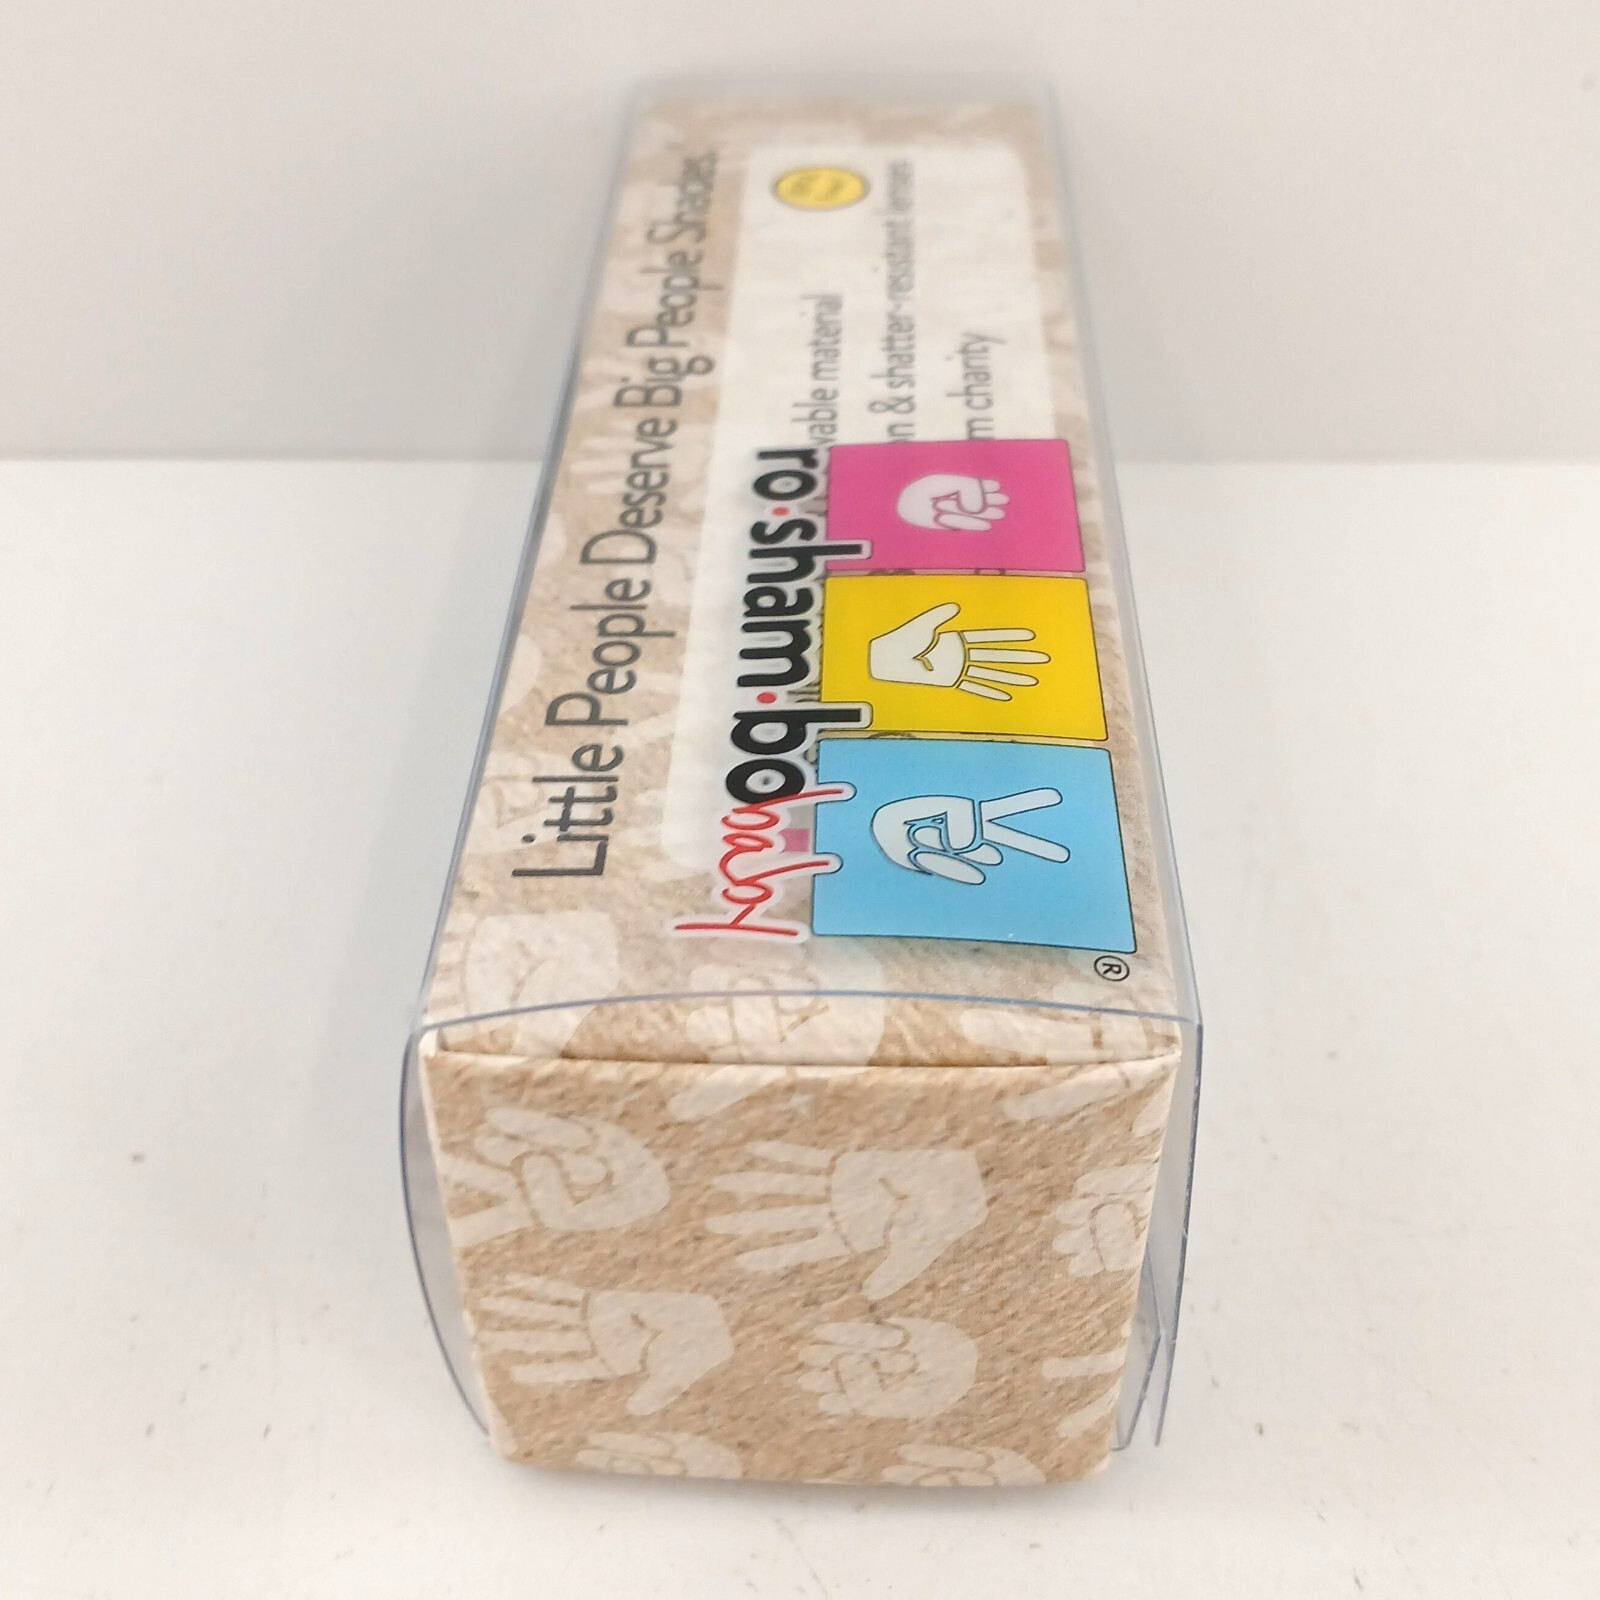 Little People Deserve Big People Shades
vable material
n & shatter-resistant lenses
m charity
ro·sham·bo
baby
®